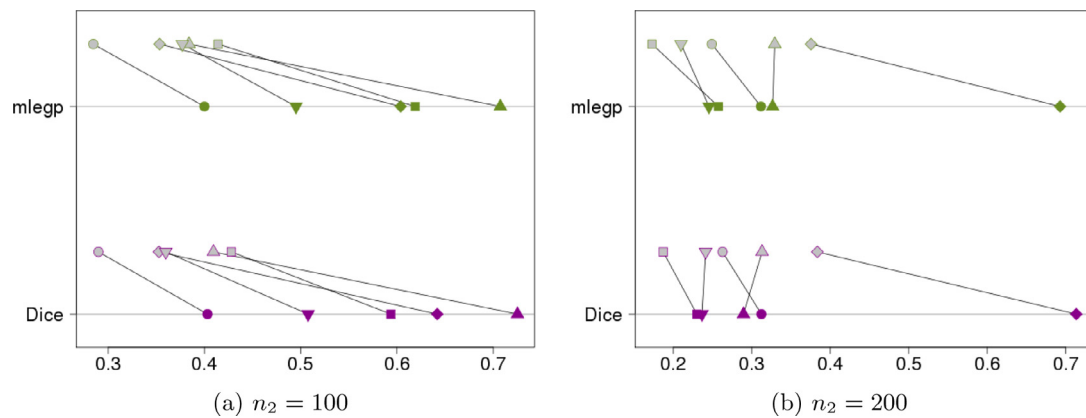 mlegp
Dice
0.3 0.4 0.5 0.6 0.7
(a) n₂ = 100
mlegp
Dice
0.2 0.3 0.4 0.5 0.6 0.7
(b) n₂ = 200